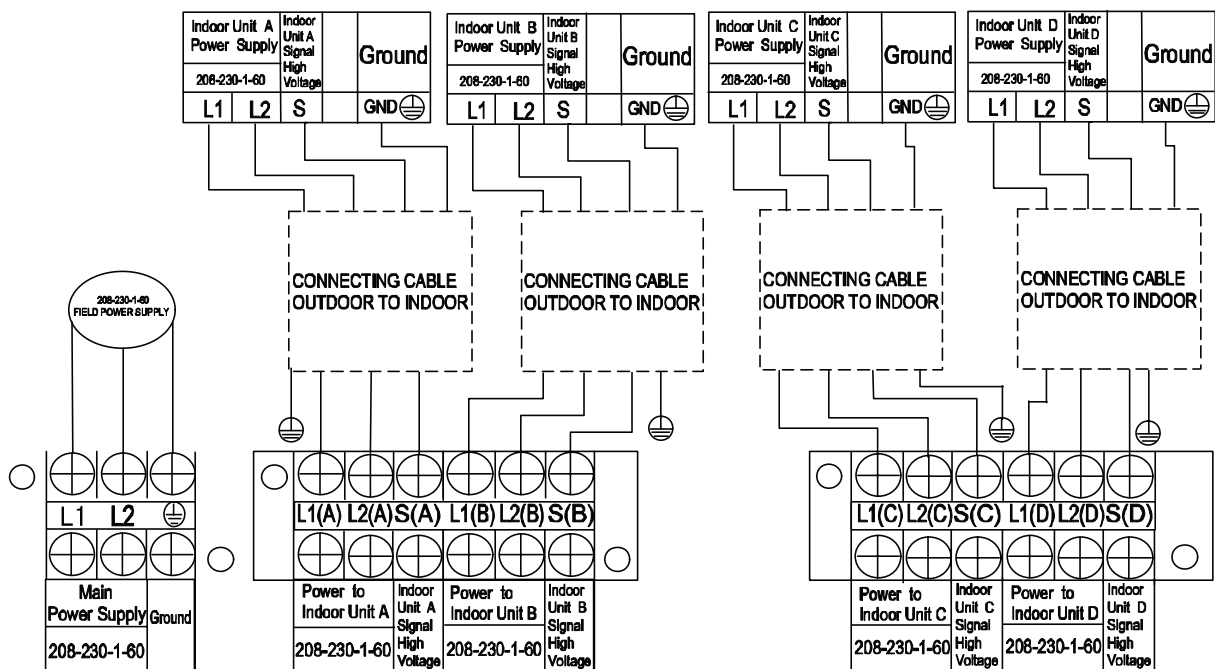 Indoor Unit A
Power Supply
208-230-1-60
Indoor
Unit A
Signal
High
Voltage
Ground
L1 L2 S GND
Indoor Unit B
Power Supply
208-230-1-60
Indoor
Unit B
Signal
High
Voltage
Ground
L1 L2 S GND
Indoor Unit C
Power Supply
208-230-1-60
Indoor
Unit C
Signal
High
Voltage
Ground
L1 L2 S GND
Indoor Unit D
Power Supply
208-230-1-60
Indoor
Unit D
Signal
High
Voltage
Ground
L1 L2 S GND
CONNECTING CABLE
OUTDOOR TO INDOOR
CONNECTING CABLE
OUTDOOR TO INDOOR
CONNECTING CABLE
OUTDOOR TO INDOOR
CONNECTING CABLE
OUTDOOR TO INDOOR
208-230-1-60
FIELD POWER SUPPLY
L1 L2
Main
Power Supply
208-230-1-60
Ground
L1(A) L2(A) S(A) L1(B) L2(B) S(B)
Power to
Indoor Unit A
208-230-1-60
Indoor
Unit A
Signal
High
Voltage
Power to
Indoor Unit B
208-230-1-60
Indoor
Unit B
Signal
High
Voltage
L1(C) L2(C) S(C) L1(D) L2(D) S(D)
Power to
Indoor Unit C
208-230-1-60
Indoor
Unit C
Signal
High
Voltage
Power to
Indoor Unit D
208-230-1-60
Indoor
Unit D
Signal
High
Voltage